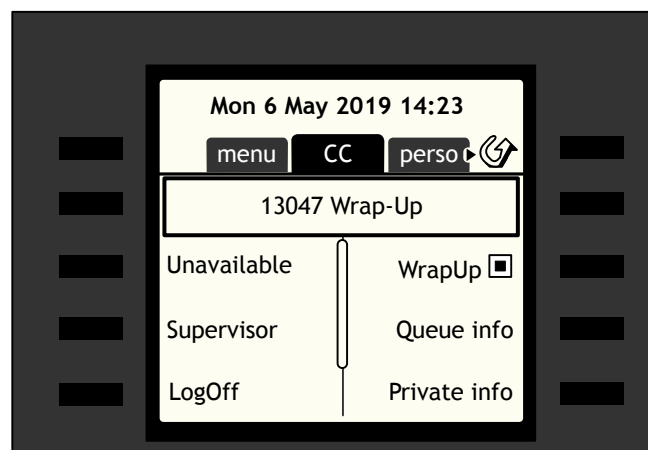 Mon 6 May 2019 14:23
menu CC perso
13047 Wrap-Up
Unavailable WrapUp
Supervisor Queue info
LogOff Private info